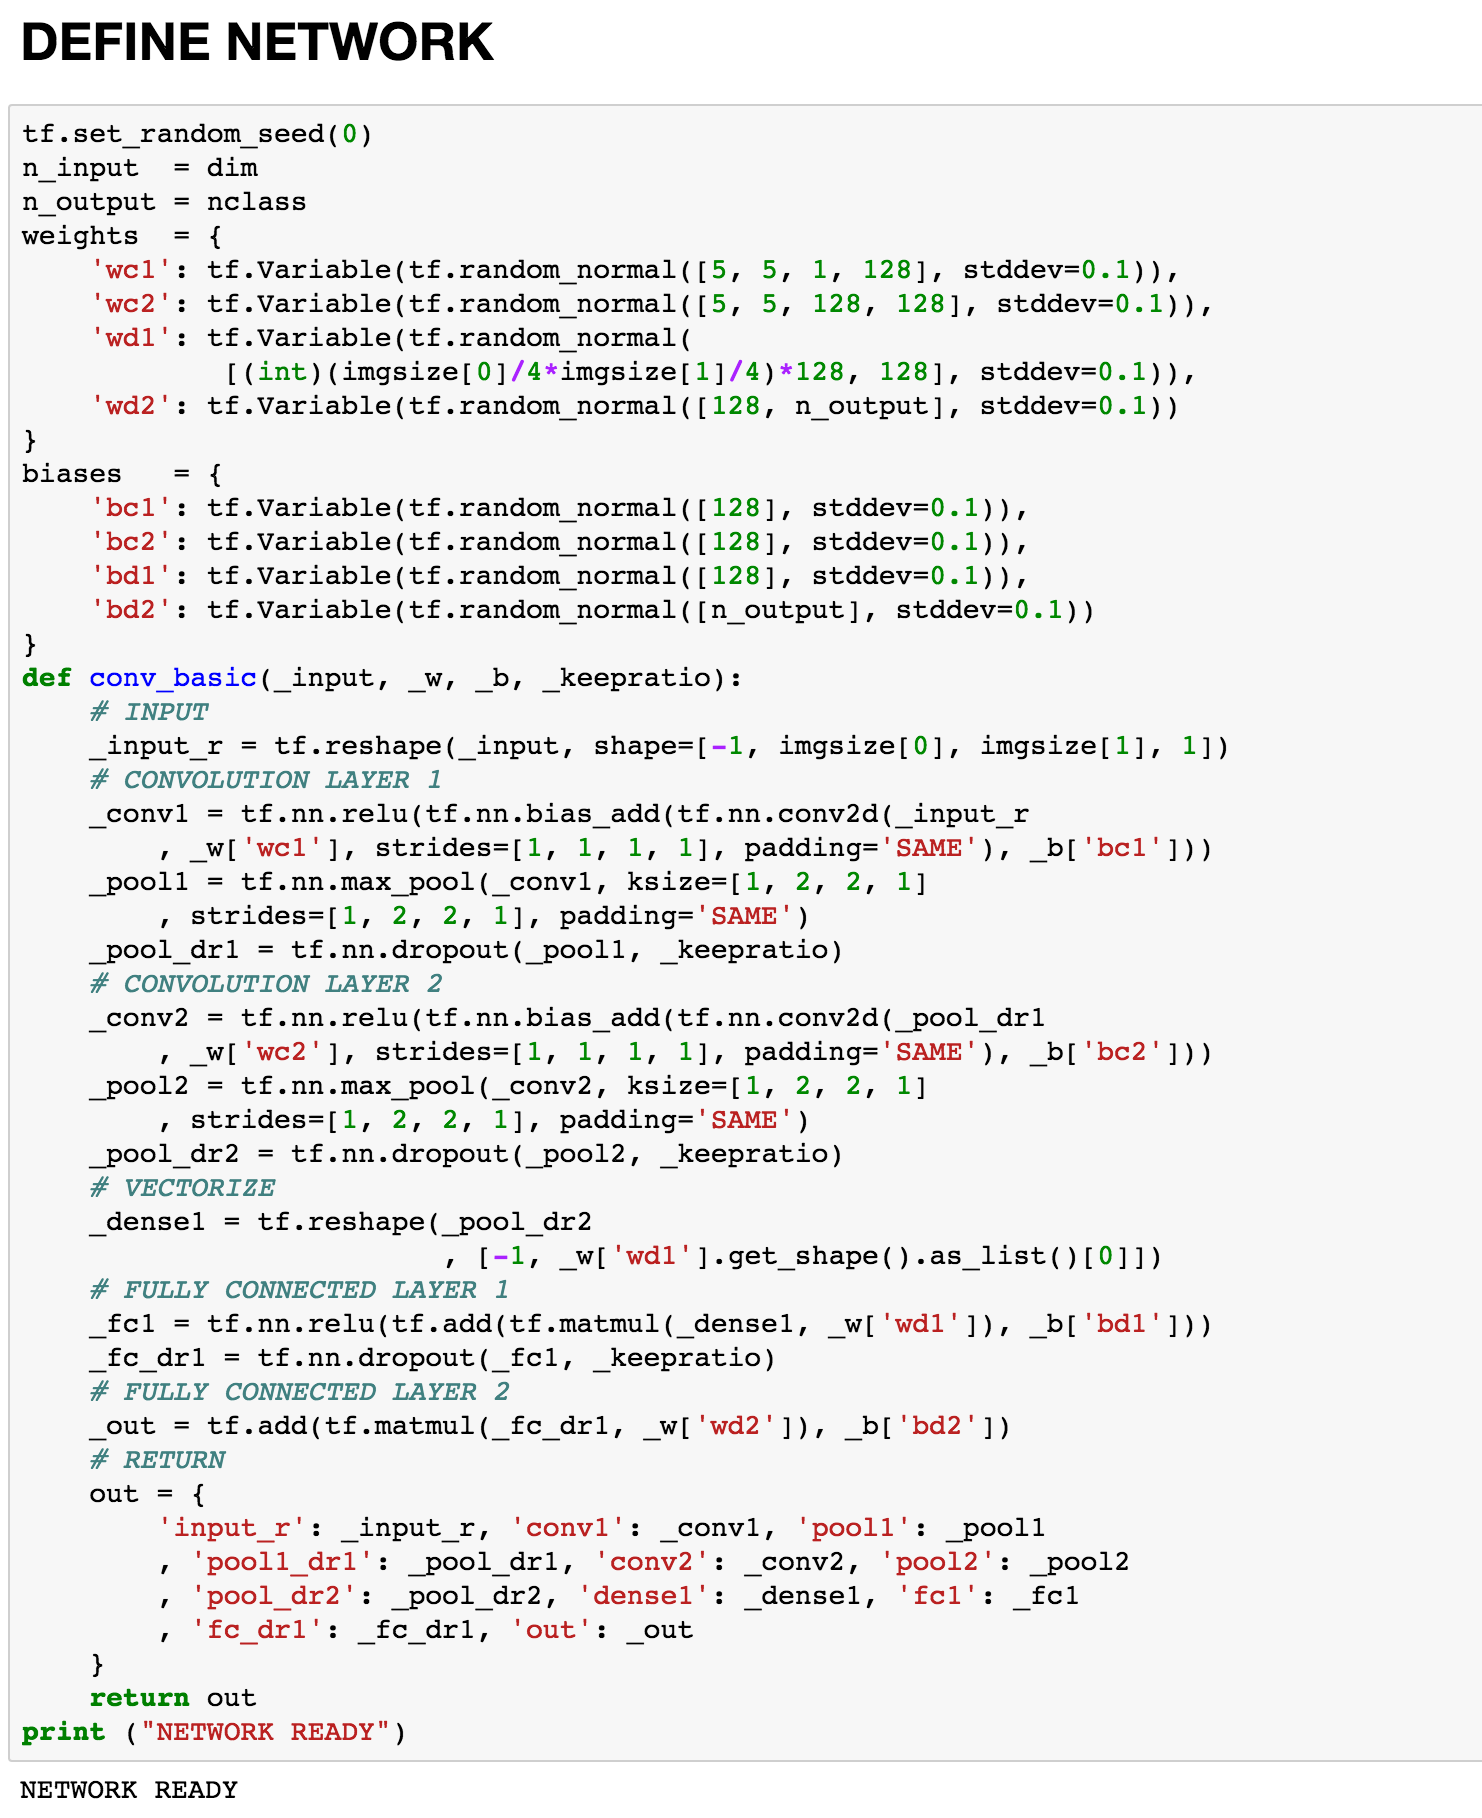 DEFINE NETWORK
tf.set_random_seed(0)
n_input  = dim
n_output = nclass
weights  = {
    'wc1': tf.Variable(tf.random_normal([5, 5, 1, 128], stddev=0.1)),
    'wc2': tf.Variable(tf.random_normal([5, 5, 128, 128], stddev=0.1)),
    'wd1': tf.Variable(tf.random_normal(
            [(int)(imgsize[0]/4*imgsize[1]/4)*128, 128], stddev=0.1)),
    'wd2': tf.Variable(tf.random_normal([128, n_output], stddev=0.1))
}
biases   = {
    'bc1': tf.Variable(tf.random_normal([128], stddev=0.1)),
    'bc2': tf.Variable(tf.random_normal([128], stddev=0.1)),
    'bd1': tf.Variable(tf.random_normal([128], stddev=0.1)),
    'bd2': tf.Variable(tf.random_normal([n_output], stddev=0.1))
}
def conv_basic(_input, _w, _b, _keepratio):
    # INPUT
    _input_r = tf.reshape(_input, shape=[-1, imgsize[0], imgsize[1], 1])
    # CONVOLUTION LAYER 1
    _conv1 = tf.nn.relu(tf.nn.bias_add(tf.nn.conv2d(_input_r
        , _w['wc1'], strides=[1, 1, 1, 1], padding='SAME'), _b['bc1']))
    _pool1 = tf.nn.max_pool(_conv1, ksize=[1, 2, 2, 1]
        , strides=[1, 2, 2, 1], padding='SAME')
    _pool_dr1 = tf.nn.dropout(_pool1, _keepratio)
    # CONVOLUTION LAYER 2
    _conv2 = tf.nn.relu(tf.nn.bias_add(tf.nn.conv2d(_pool_dr1
        , _w['wc2'], strides=[1, 1, 1, 1], padding='SAME'), _b['bc2']))
    _pool2 = tf.nn.max_pool(_conv2, ksize=[1, 2, 2, 1]
        , strides=[1, 2, 2, 1], padding='SAME')
    _pool_dr2 = tf.nn.dropout(_pool2, _keepratio)
    # VECTORIZE
    _dense1 = tf.reshape(_pool_dr2
                         , [-1, _w['wd1'].get_shape().as_list()[0]])
    # FULLY CONNECTED LAYER 1
    _fc1 = tf.nn.relu(tf.add(tf.matmul(_dense1, _w['wd1']), _b['bd1']))
    _fc_dr1 = tf.nn.dropout(_fc1, _keepratio)
    # FULLY CONNECTED LAYER 2
    _out = tf.add(tf.matmul(_fc_dr1, _w['wd2']), _b['bd2'])
    # RETURN
    out = {
        'input_r': _input_r, 'conv1': _conv1, 'pool1': _pool1
        , 'pool1_dr1': _pool_dr1, 'conv2': _conv2, 'pool2': _pool2
        , 'pool_dr2': _pool_dr2, 'dense1': _dense1, 'fc1': _fc1
        , 'fc_dr1': _fc_dr1, 'out': _out
    }
    return out
print ("NETWORK READY")
NETWORK READY